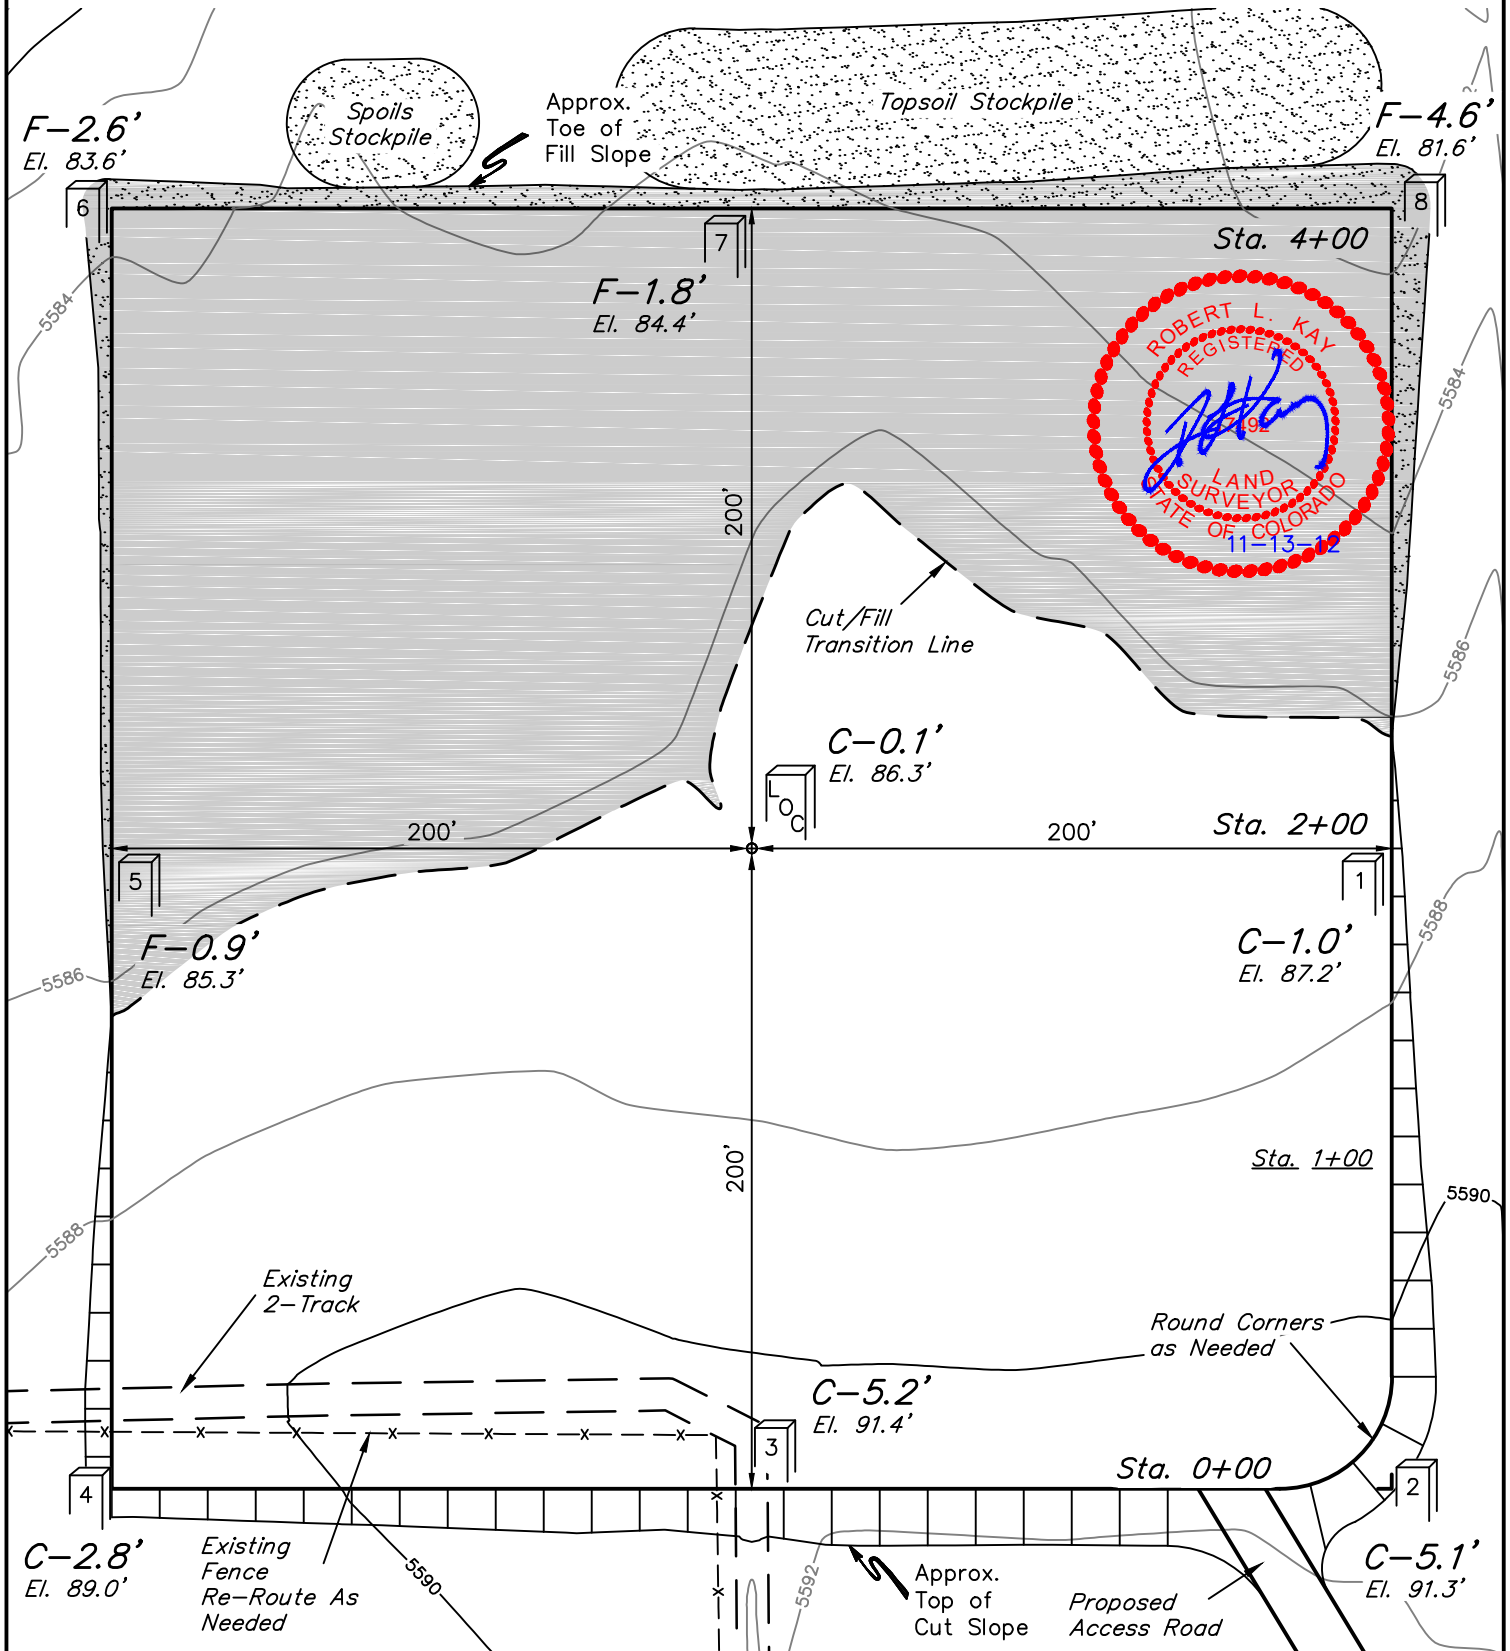 Spoils
Stockpile
Approx.
Toe of
Fill Slope
Topsoil Stockpile
F-2.6'
El. 83.6'
F-4.6'
El. 81.6'
6
7
8
Sta. 4+00
F-1.8'
El. 84.4'
5584
ROBERT L. KAY
REGISTERED
LAND
SURVEYOR
STATE OF COLORADO
11-13-12
5584
200'
Cut/Fill
Transition Line
5586
C-0.1'
El. 86.3'
LOC
200'
200'
Sta. 2+00
5
1
F-0.9'
El. 85.3'
C-1.0'
El. 87.2'
5588
5586
200'
Sta. 1+00
5590
5588
Existing
2-Track
Round Corners
as Needed
C-5.2'
El. 91.4'
3
Sta. 0+00
4
2
C-2.8'
El. 89.0'
Existing
Fence
Re-Route As
Needed
5590
5592
Approx.
Top of
Cut Slope
Proposed
Access Road
C-5.1'
El. 91.3'